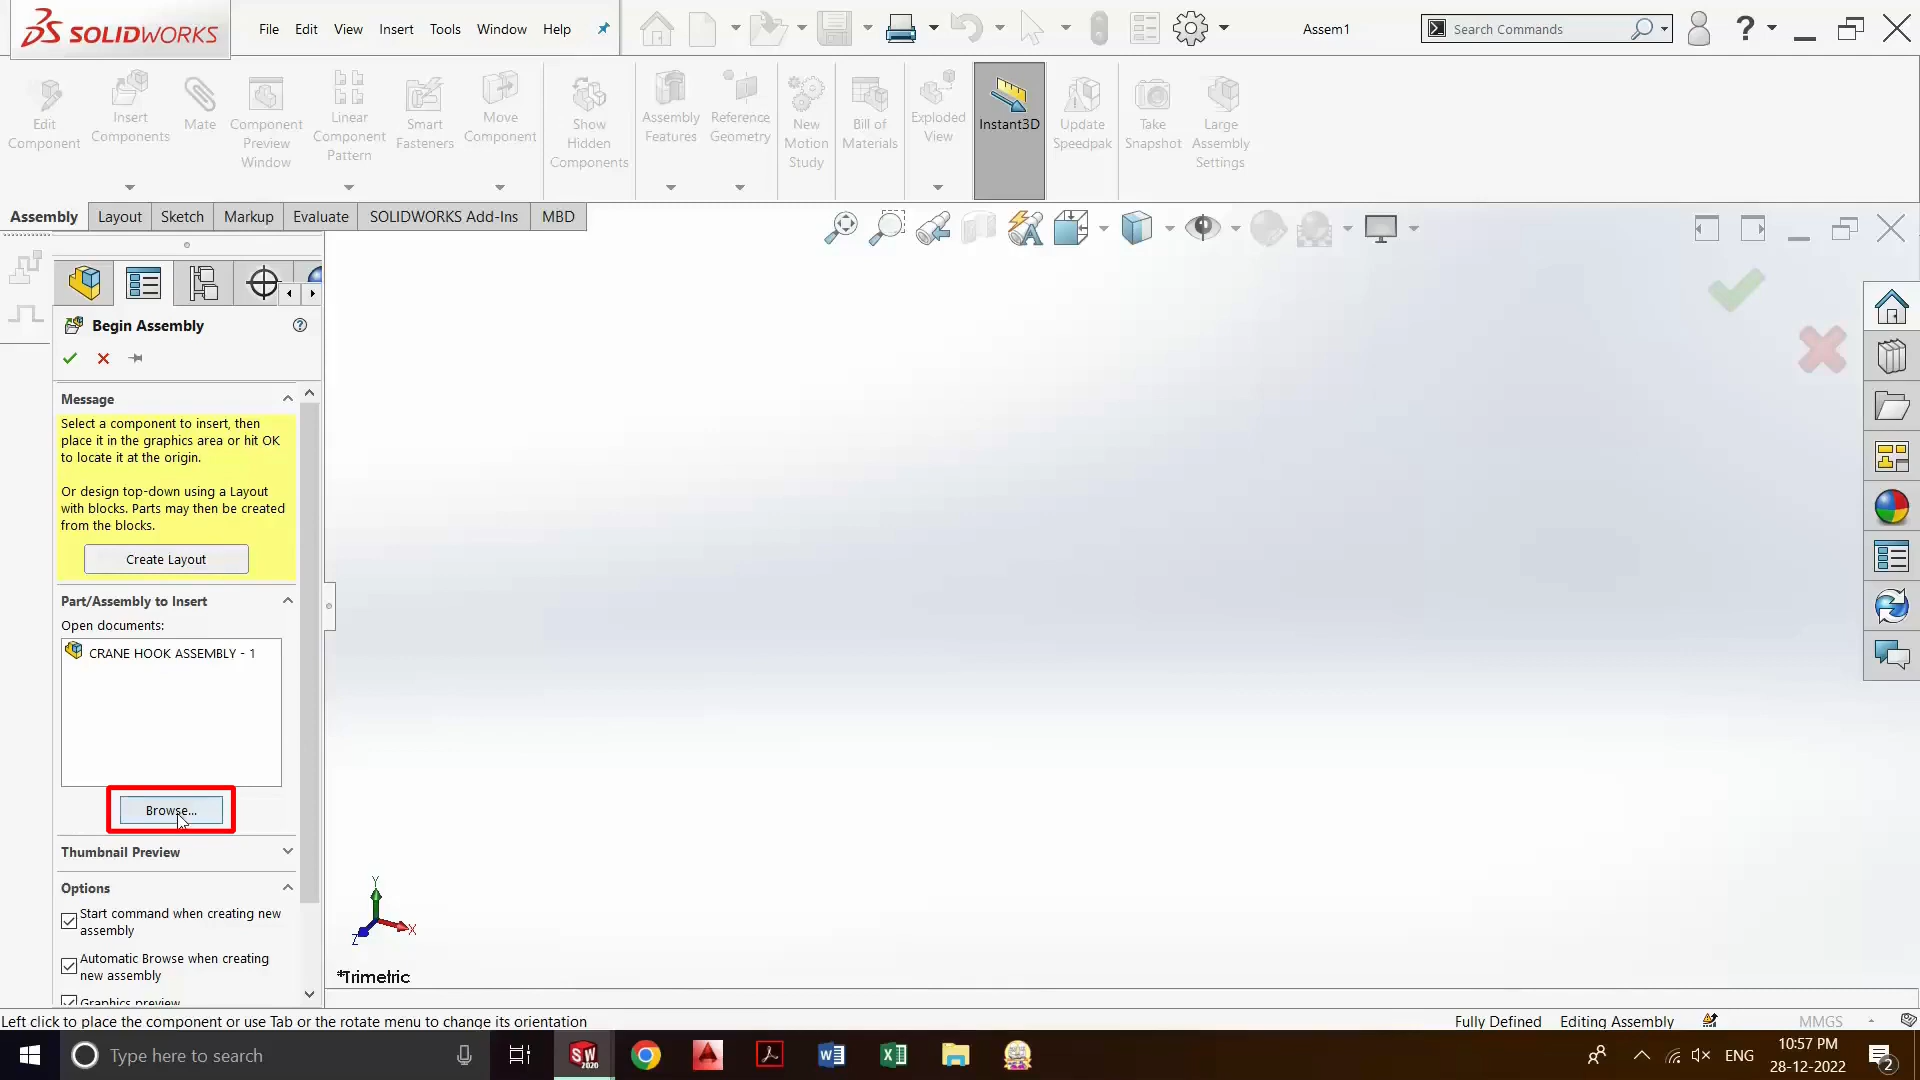 SOLIDWORKS File Edit View Insert Tools Window Help Assem1 Search Commands ?
Edit Component
Insert Components
Mate
Component Preview Window
Linear Component Pattern
Smart Fasteners
Move Component
Show Hidden Components
Assembly Features
Reference Geometry
New Motion Study
Bill of Materials
Exploded View
Instant3D
Update Speedpak
Take Snapshot
Large Assembly Settings
Assembly Layout Sketch Markup Evaluate SOLIDWORKS Add-Ins MBD
Begin Assembly
Message
Select a component to insert, then
place it in the graphics area or hit OK
to locate it at the origin.
Or design top-down using a Layout
with blocks. Parts may then be created
from the blocks.
Create Layout
Part/Assembly to Insert
Open documents:
CRANE HOOK ASSEMBLY - 1
Browse...
Thumbnail Preview
Options
Start command when creating new
assembly
Automatic Browse when creating
new assembly
Graphics preview
Y
X
Z
*Trimetric
Left click to place the component or use Tab or the rotate menu to change its orientation Fully Defined Editing Assembly MMGS
Type here to search SW 2020 ENG 10:57 PM
28-12-2022 2